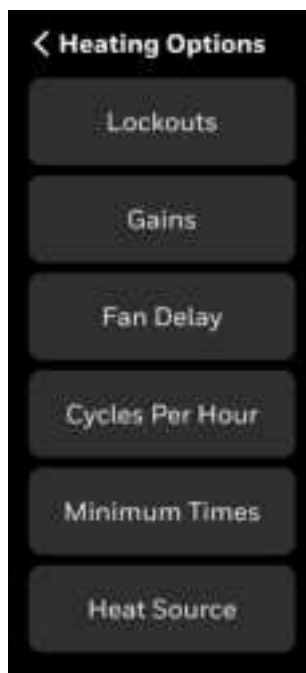 Heating Options
Lockouts
Gains
Fan Delay
Cycles Per Hour
Minimum Times
Heat Source